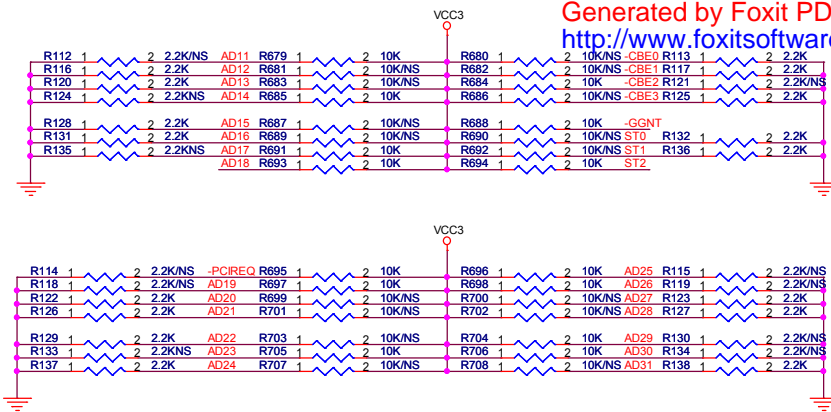 Generated by Foxit PD
http://www.foxitsoftware
VCC3
R112 1 2 2.2K/NS AD11 R679 1 2 10K R680 1 2 10K/NS -CBE0 R113 1 2 2.2K
R116 1 2 2.2K AD12 R681 1 2 10K/NS R682 1 2 10K/NS -CBE1 R117 1 2 2.2K
R120 1 2 2.2K AD13 R683 1 2 10K/NS R684 1 2 10K -CBE2 R121 1 2 2.2K/NS
R124 1 2 2.2KNS AD14 R685 1 2 10K R686 1 2 10K/NS -CBE3 R125 1 2 2.2K
R128 1 2 2.2K AD15 R687 1 2 10K/NS R688 1 2 10K -GGNT
R131 1 2 2.2K AD16 R689 1 2 10K/NS R690 1 2 10K/NS ST0 R132 1 2 2.2K
R135 1 2 2.2KNS AD17 R691 1 2 10K R692 1 2 10K/NS ST1 R136 1 2 2.2K
AD18 R693 1 2 10K R694 1 2 10K ST2
VCC3
R114 1 2 2.2K/NS -PCIREQ R695 1 2 10K R696 1 2 10K AD25 R115 1 2 2.2K/NS
R118 1 2 2.2K/NS AD19 R697 1 2 10K R698 1 2 10K AD26 R119 1 2 2.2K/NS
R122 1 2 2.2K AD20 R699 1 2 10K/NS R700 1 2 10K/NS AD27 R123 1 2 2.2K
R126 1 2 2.2K AD21 R701 1 2 10K/NS R702 1 2 10K/NS AD28 R127 1 2 2.2K
R129 1 2 2.2K AD22 R703 1 2 10K/NS R704 1 2 10K AD29 R130 1 2 2.2K/NS
R133 1 2 2.2KNS AD23 R705 1 2 10K R706 1 2 10K AD30 R134 1 2 2.2K/NS
R137 1 2 2.2K AD24 R707 1 2 10K/NS R708 1 2 10K/NS AD31 R138 1 2 2.2K